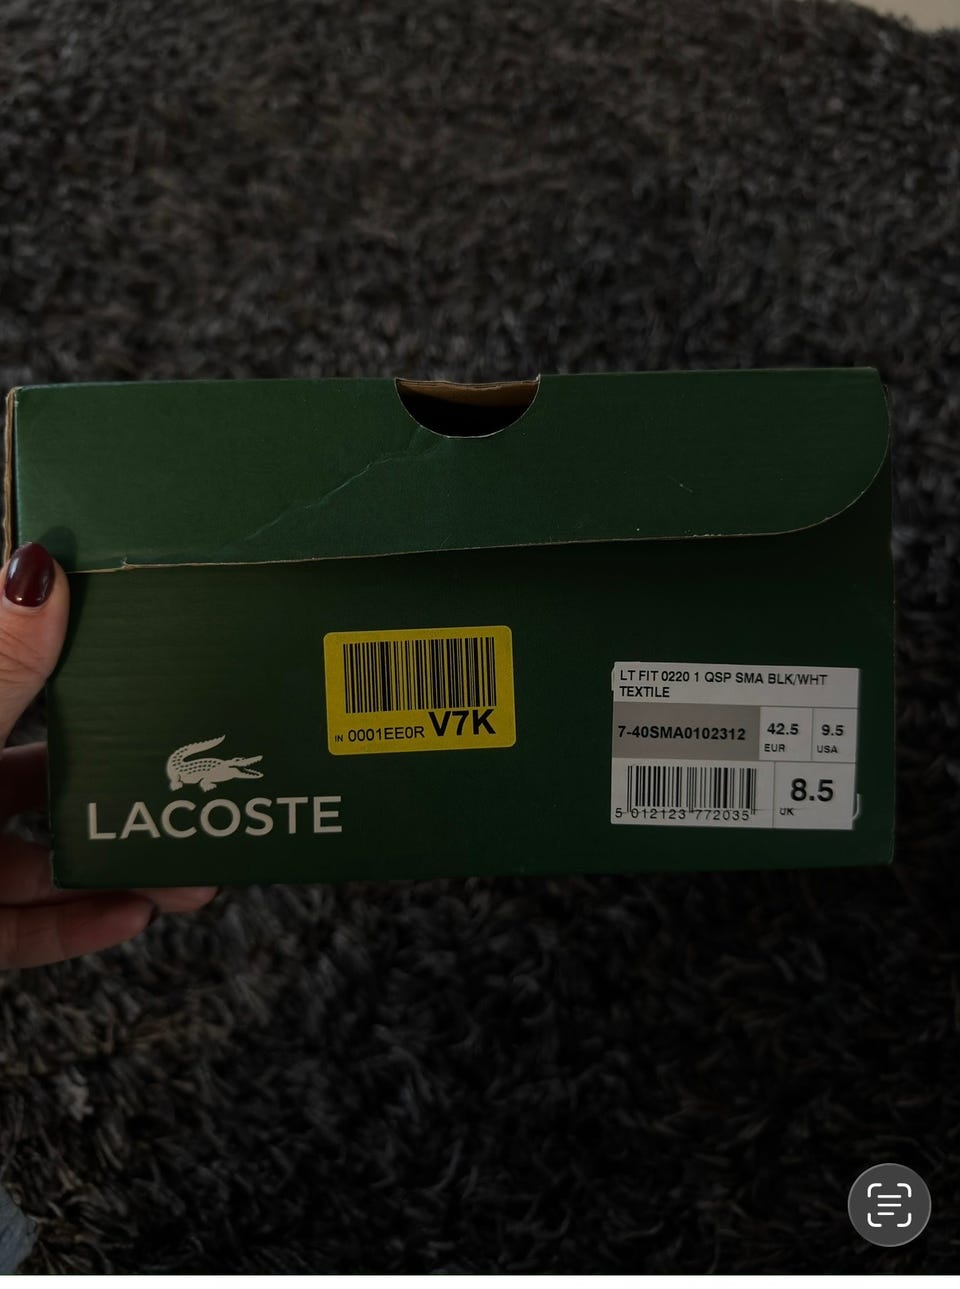 IN 0001EE0R V7K
LACOSTE
LT FIT 0220 1 QSP SMA BLK/WHT
TEXTILE
7-40SMA0102312
42.5
EUR
9.5
USA
5 012123 772035
8.5
UK